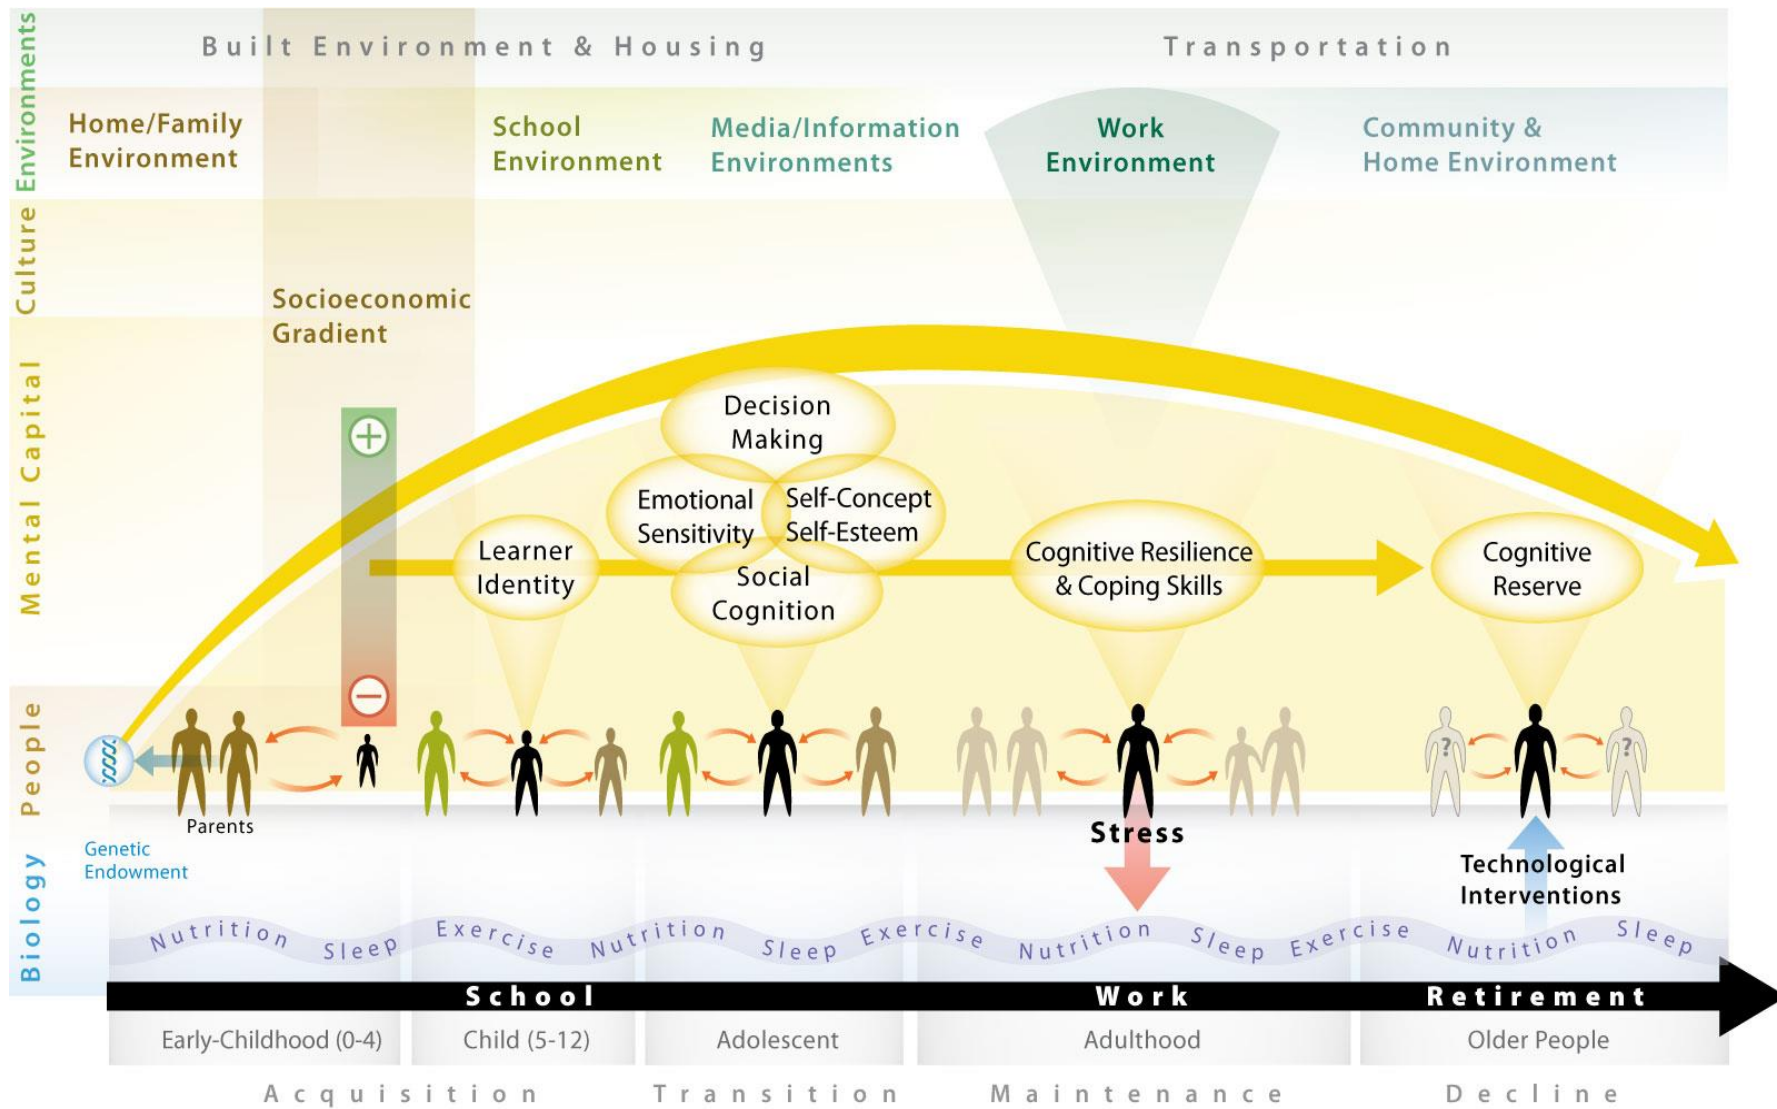 Built Environment & Housing
Transportation
Environments
Home/Family
Environment
School
Environment
Media/Information
Environments
Work
Environment
Community &
Home Environment
Culture
Socioeconomic
Gradient
Mental Capital
+
−
Decision
Making
Emotional
Sensitivity
Self-Concept
Self-Esteem
Social
Cognition
Learner
Identity
Cognitive Resilience
& Coping Skills
Cognitive
Reserve
People
Parents
? ?
Genetic
Endowment
Stress
Technological
Interventions
Biology
Nutrition Sleep Exercise Nutrition Sleep Exercise Nutrition Sleep Exercise Nutrition Sleep
School Work Retirement
Early-Childhood (0-4) Child (5-12) Adolescent Adulthood Older People
Acquisition Transition Maintenance Decline